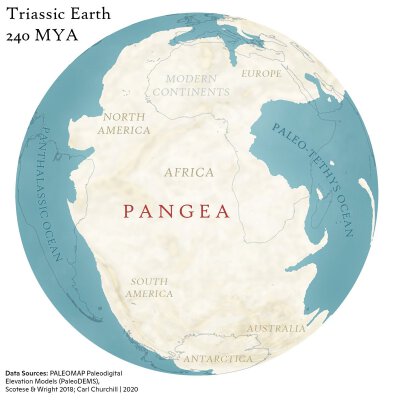 Triassic Earth
240 MYA
MODERN
CONTINENTS
EUROPE
NORTH
AMERICA
PALEO-TETHYS OCEAN
PANTHALASSIC OCEAN
AFRICA
PANGEA
SOUTH
AMERICA
AUSTRALIA
ANTARCTICA
Data Sources: PALEOMAP Paleodigital
Elevation Models (PaleoDEMS),
Scotese & Wright 2018; Carl Churchill | 2020